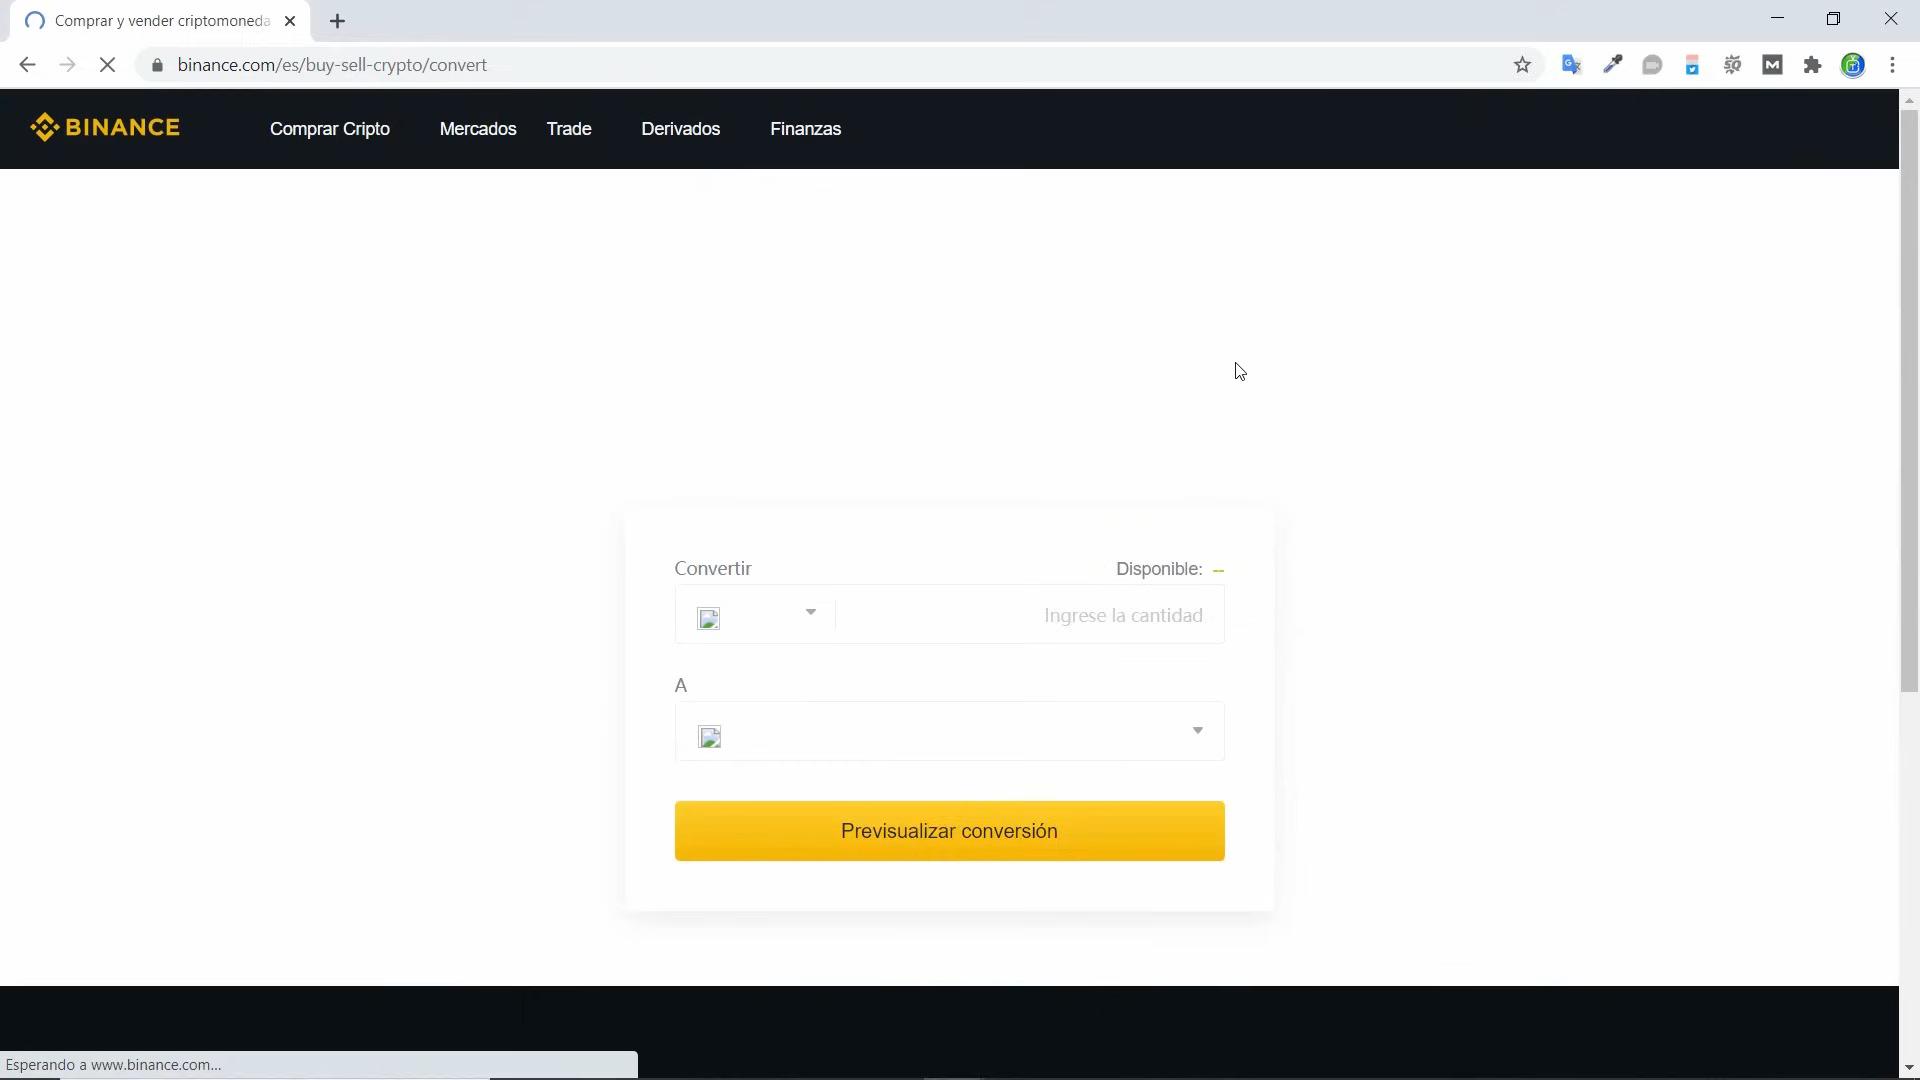 Comprar y vender criptomoneda
binance.com/es/buy-sell-crypto/convert
BINANCE
Comprar Cripto
Mercados
Trade
Derivados
Finanzas
Convertir
Disponible: --
Ingrese la cantidad
A
Previsualizar conversión
Esperando a www.binance.com...